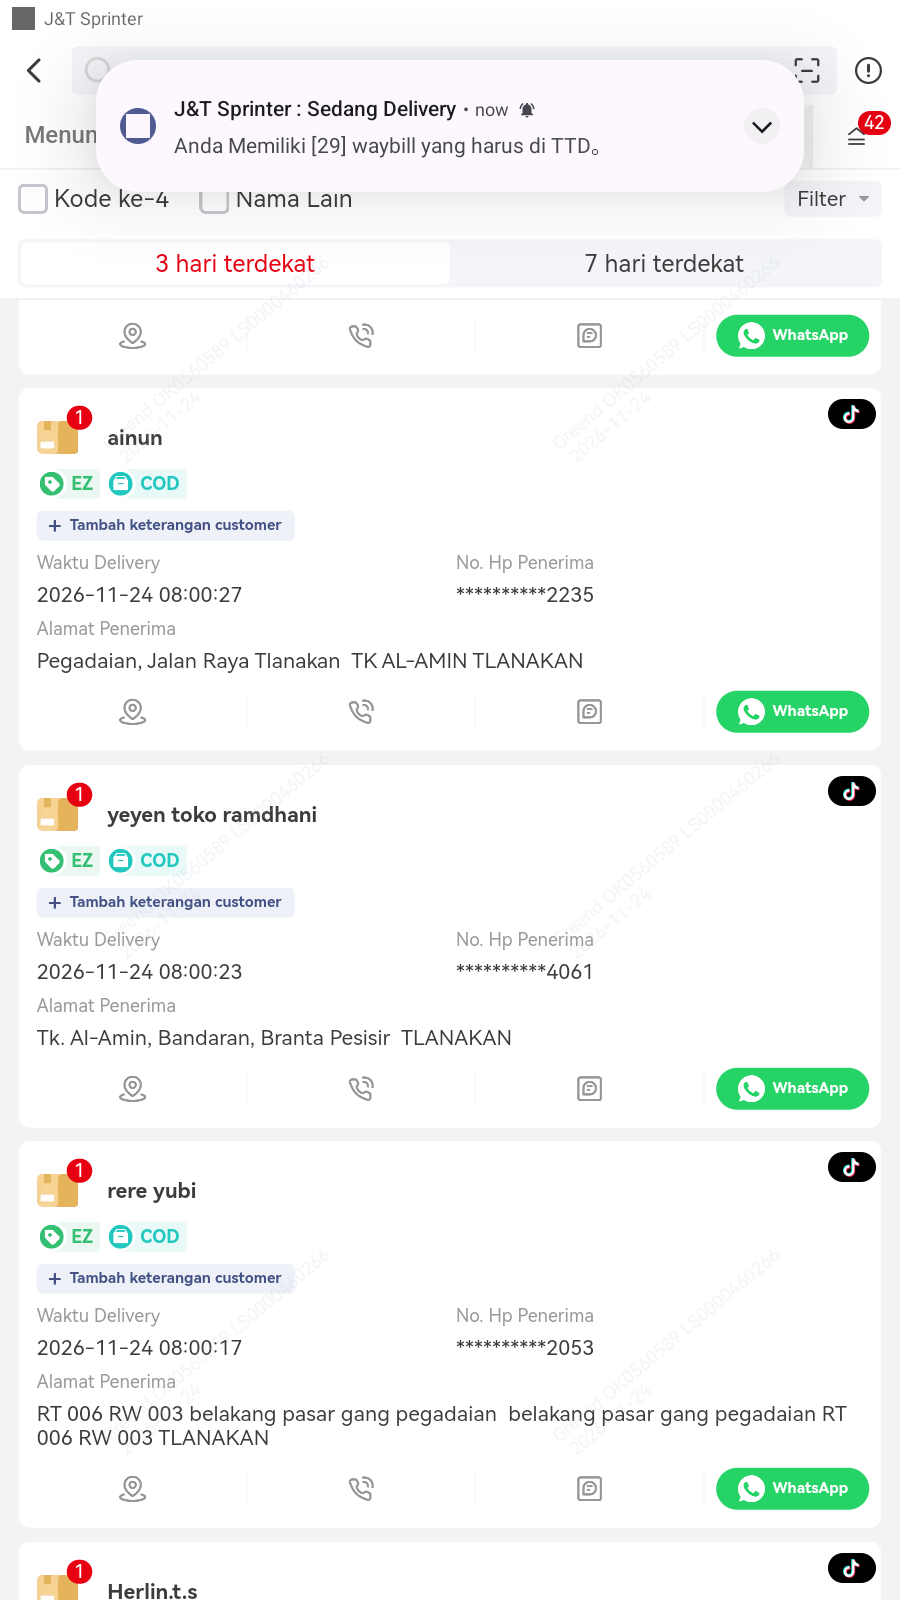 J&T Sprinter
J&T Sprinter : Sedang Delivery • now
Anda Memiliki [29] waybill yang harus di TTD。
Menun
42
Kode ke-4
Nama Lain
Filter
3 hari terdekat
7 hari terdekat
WhatsApp
1
ainun
EZ
COD
+ Tambah keterangan customer
Waktu Delivery
No. Hp Penerima
2026-11-24 08:00:27
**********2235
Alamat Penerima
Pegadaian, Jalan Raya Tlanakan TK AL-AMIN TLANAKAN
WhatsApp
1
yeyen toko ramdhani
EZ
COD
+ Tambah keterangan customer
Waktu Delivery
No. Hp Penerima
2026-11-24 08:00:23
**********4061
Alamat Penerima
Tk. Al-Amin, Bandaran, Branta Pesisir TLANAKAN
WhatsApp
1
rere yubi
EZ
COD
+ Tambah keterangan customer
Waktu Delivery
No. Hp Penerima
2026-11-24 08:00:17
**********2053
Alamat Penerima
RT 006 RW 003 belakang pasar gang pegadaian belakang pasar gang pegadaian RT
006 RW 003 TLANAKAN
WhatsApp
1
Herlin.t.s
Greend OK0560589 LS0000460266
2026-11-24